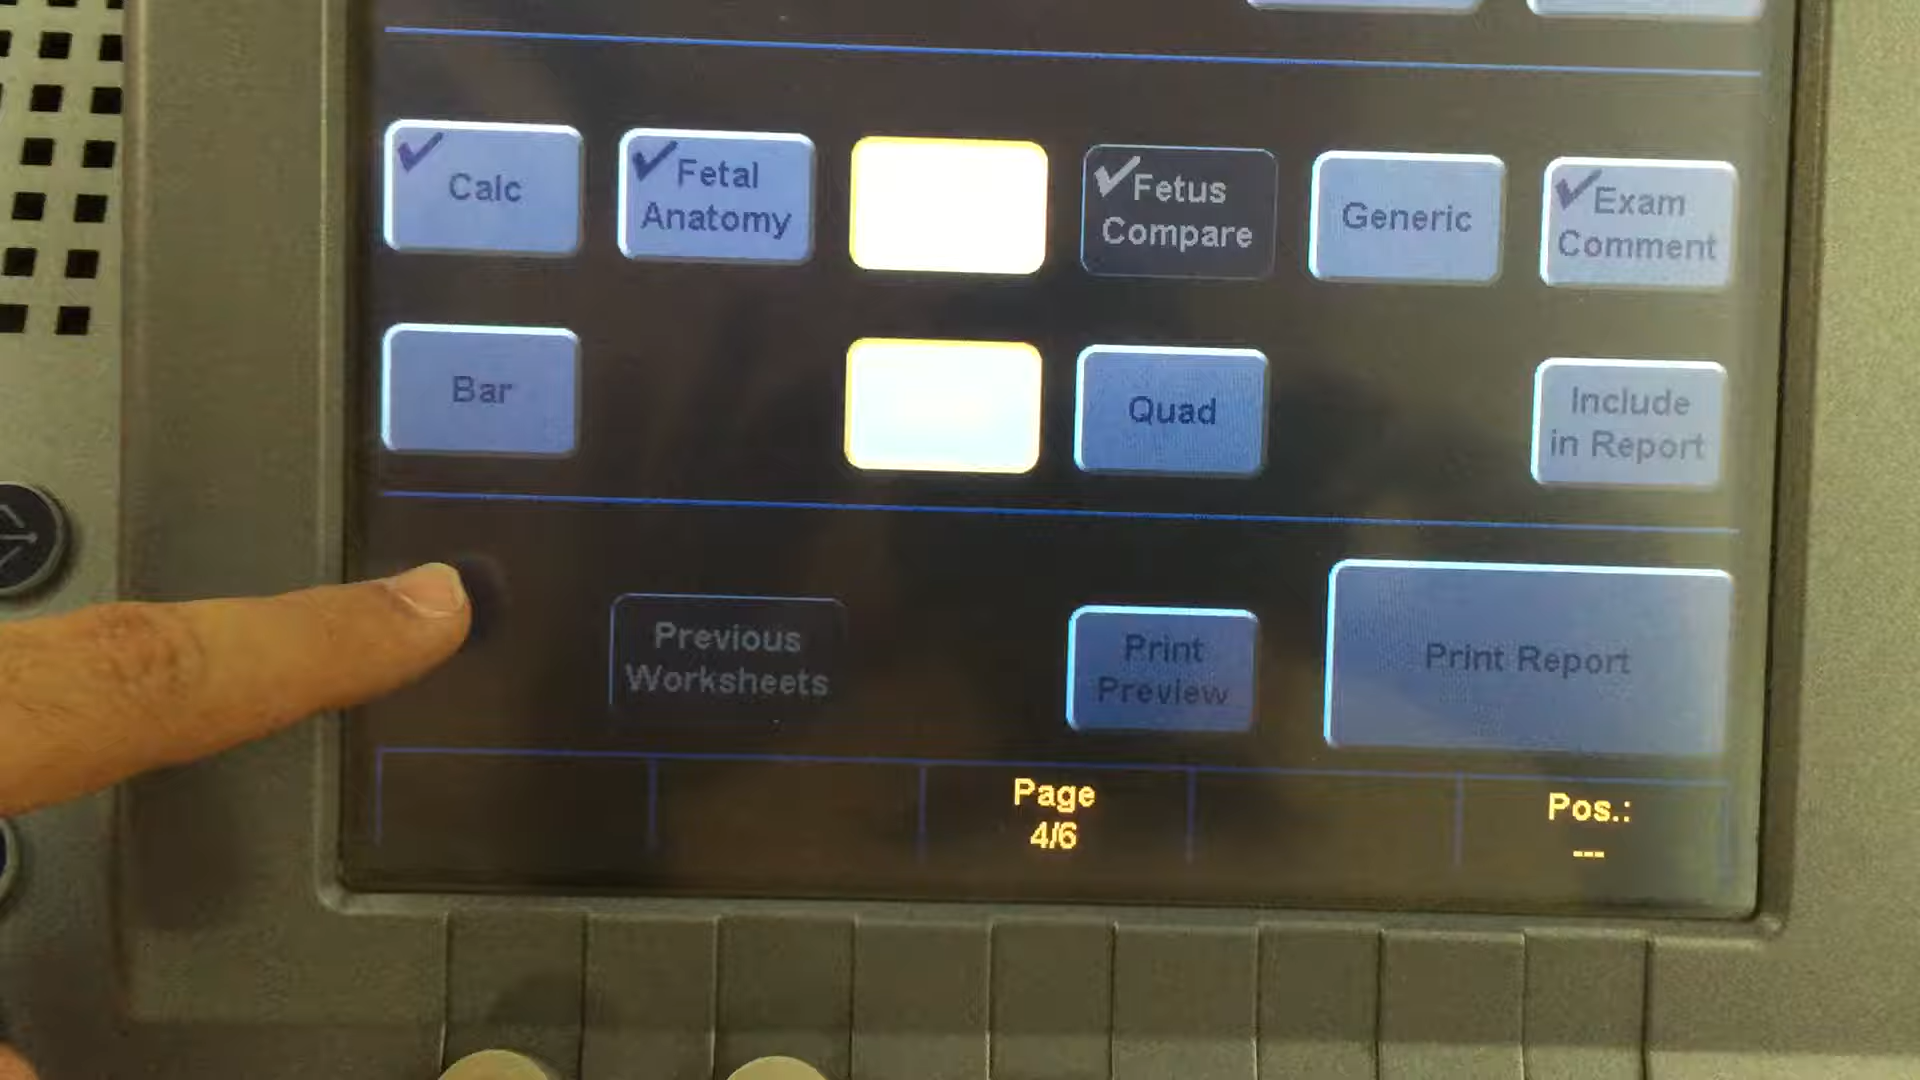 Calc
Fetal
Anatomy
Fetus
Compare
Generic
Exam
Comment
Bar
Quad
Include
in Report
Previous
Worksheets
Print
Preview
Print Report
Page
4/6
Pos.:
---